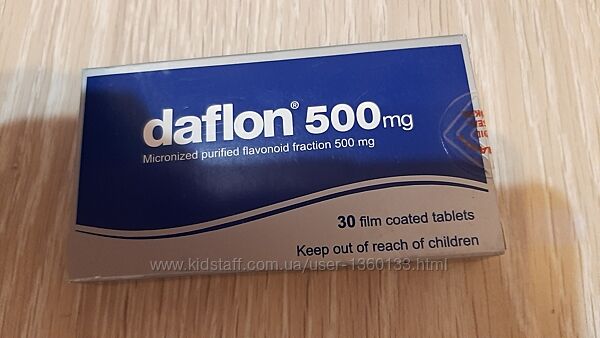 daflon® 500mg
Micronized purified flavonoid fraction 500 mg
30 film coated tablets
Keep out of reach of children
www.kidstaff.com.ua/user-1360133.html